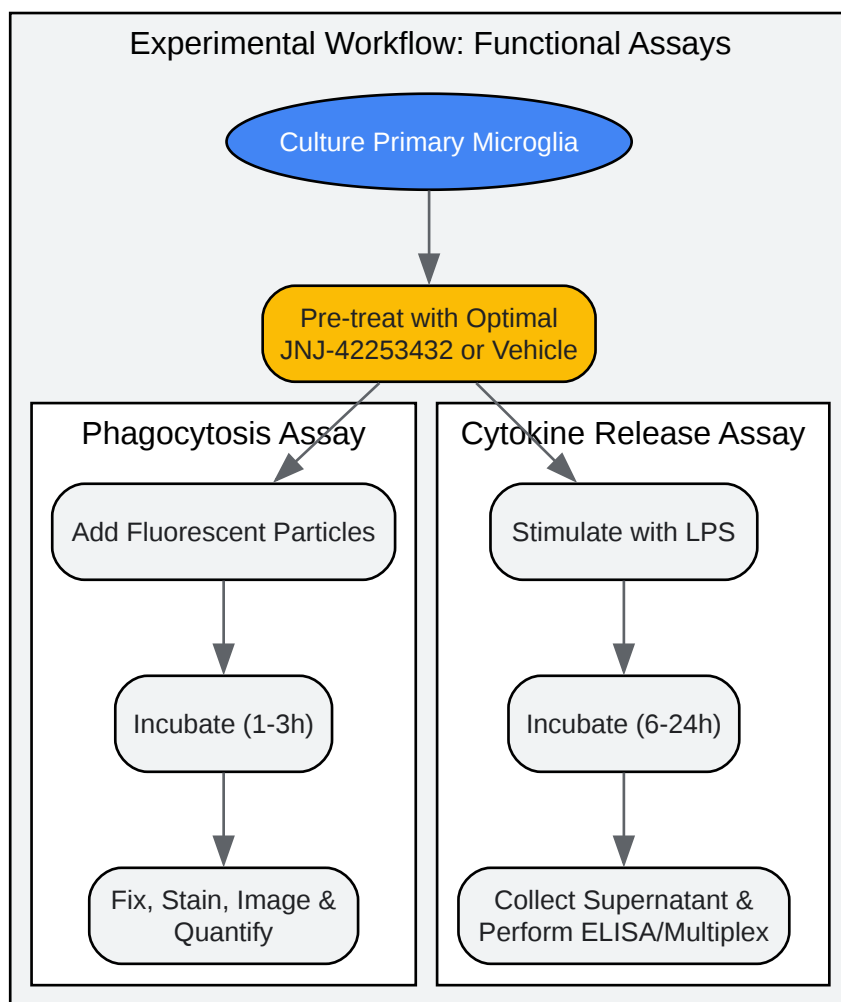 Experimental Workflow: Functional Assays
Culture Primary Microglia
Pre-treat with Optimal
JNJ-42253432 or Vehicle
Phagocytosis Assay
Add Fluorescent Particles
Incubate (1-3h)
Fix, Stain, Image &
Quantify
Cytokine Release Assay
Stimulate with LPS
Incubate (6-24h)
Collect Supernatant &
Perform ELISA/Multiplex